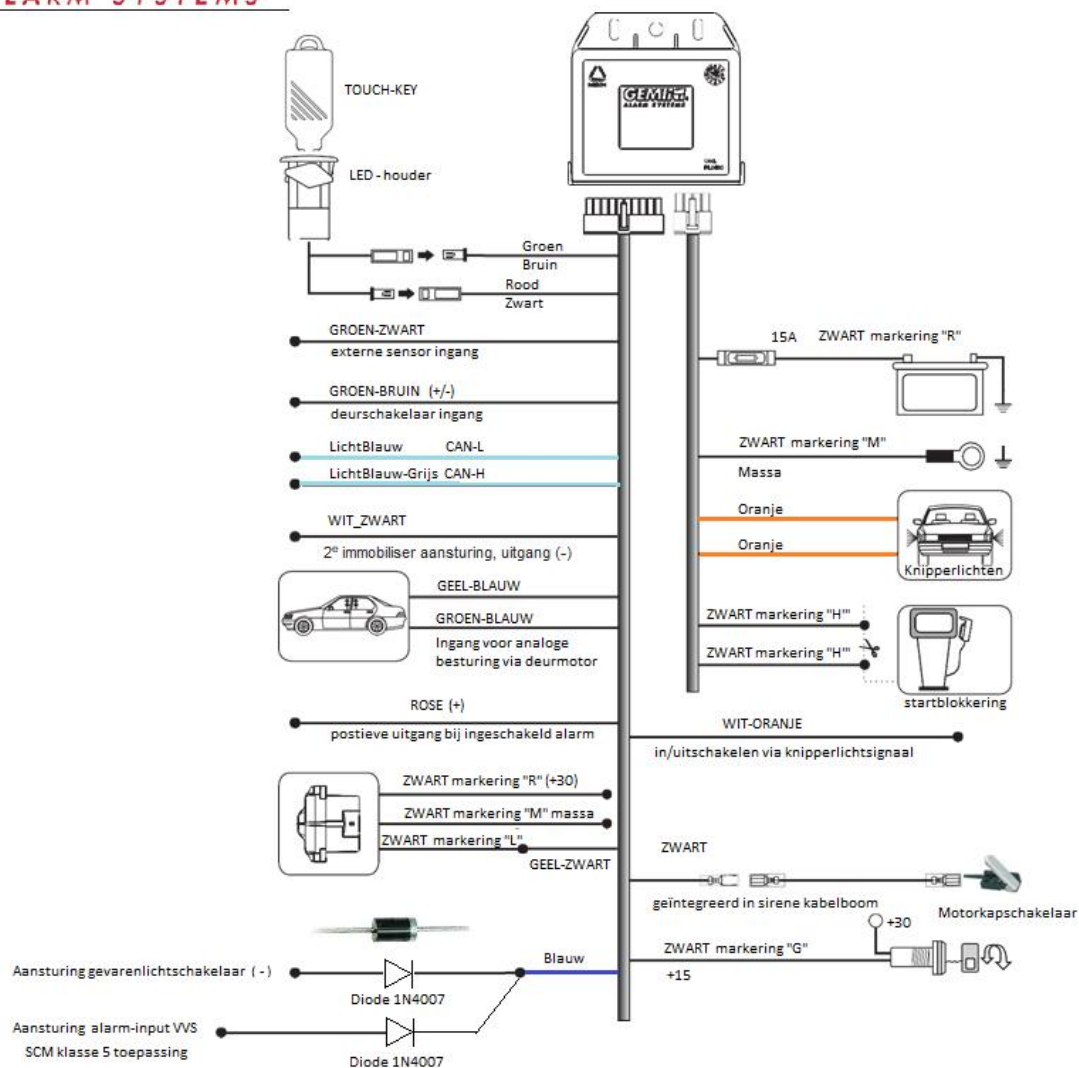 ALARM SYSTEMS
TOUCH-KEY
LED - houder
GEMINI
ALARM SYSTEMS
Groen
Bruin
Rood
Zwart
GROEN-ZWART
externe sensor ingang
15A
ZWART markering "R"
GROEN-BRUIN (+/-)
deurschakelaar ingang
LichtBlauw CAN-L
LichtBlauw-Grijs CAN-H
ZWART markering "M"
Massa
WIT_ZWART
2e immobiliser aansturing, uitgang (-)
Oranje
Oranje
Knipperlichten
GEEL-BLAUW
GROEN-BLAUW
Ingang voor analoge
besturing via deurmotor
ZWART markering "H'"
ZWART markering "H'"
startblokkering
ROSE (+)
postieve uitgang bij ingeschakeld alarm
WIT-ORANJE
in/uitschakelen via knipperlichtsignaal
ZWART markering "R" (+30)
ZWART markering "M" massa
ZWART markering "L"
GEEL-ZWART
ZWART
geïntegreerd in sirene kabelboom
Motorkapschakelaar
+30
ZWART markering "G"
+15
Blauw
Aansturing gevarenlichtschakelaar ( - )
Diode 1N4007
Aansturing alarm-input VVS
SCM klasse 5 toepassing
Diode 1N4007